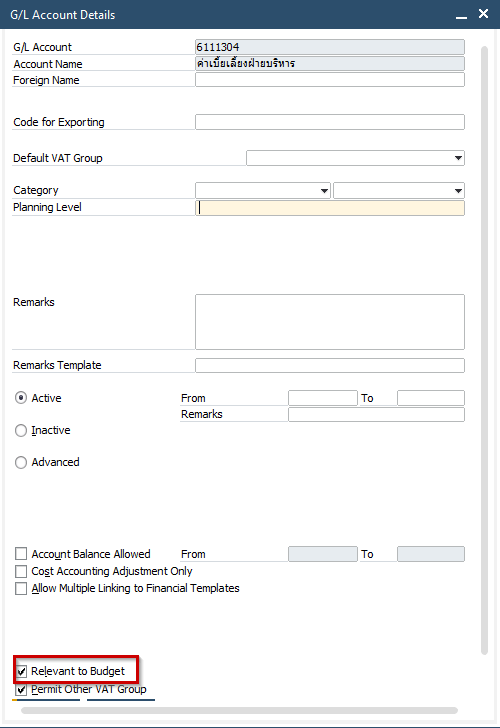 G/L Account Details
G/L Account 6111304
Account Name ค่าเบี้ยเลี้ยงฝ่ายบริหาร
Foreign Name
Code for Exporting
Default VAT Group
Category
Planning Level
Remarks
Remarks Template
Active From To
Remarks
Inactive
Advanced
Account Balance Allowed From To
Cost Accounting Adjustment Only
Allow Multiple Linking to Financial Templates
Relevant to Budget
Permit Other VAT Group